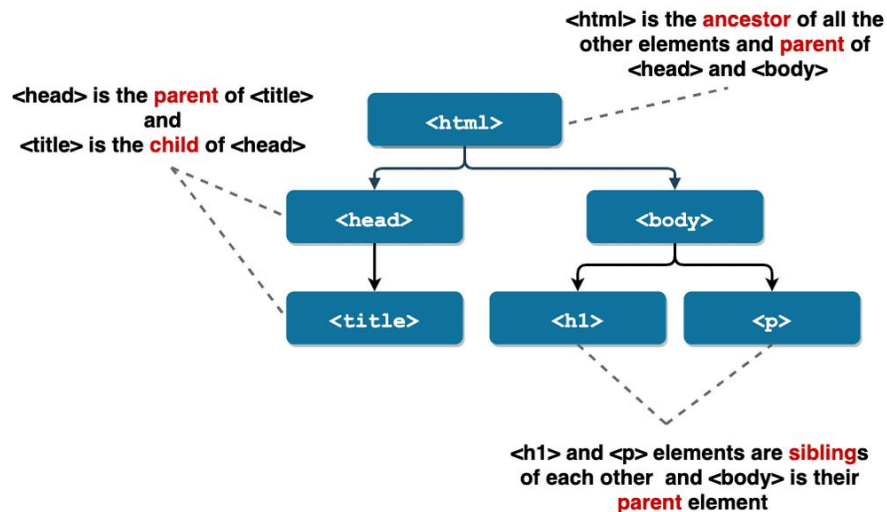 <html> is the ancestor of all the
other elements and parent of
<head> and <body>
<head> is the parent of <title>
and
<title> is the child of <head>
<html>
<head>
<body>
<title>
<h1>
<p>
<h1> and <p> elements are siblings
of each other and <body> is their
parent element